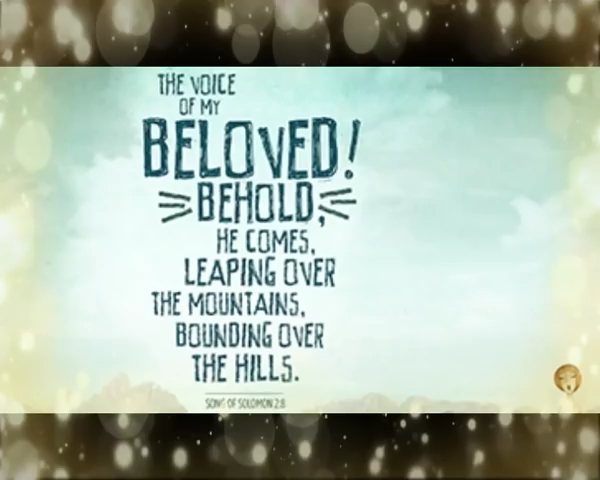 THE VOICE
OF MY
BELOVED!
BEHOLD,
HE COMES,
LEAPING OVER
THE MOUNTAINS,
BOUNDING OVER
THE HILLS.
SONG OF SOLOMON 2:8